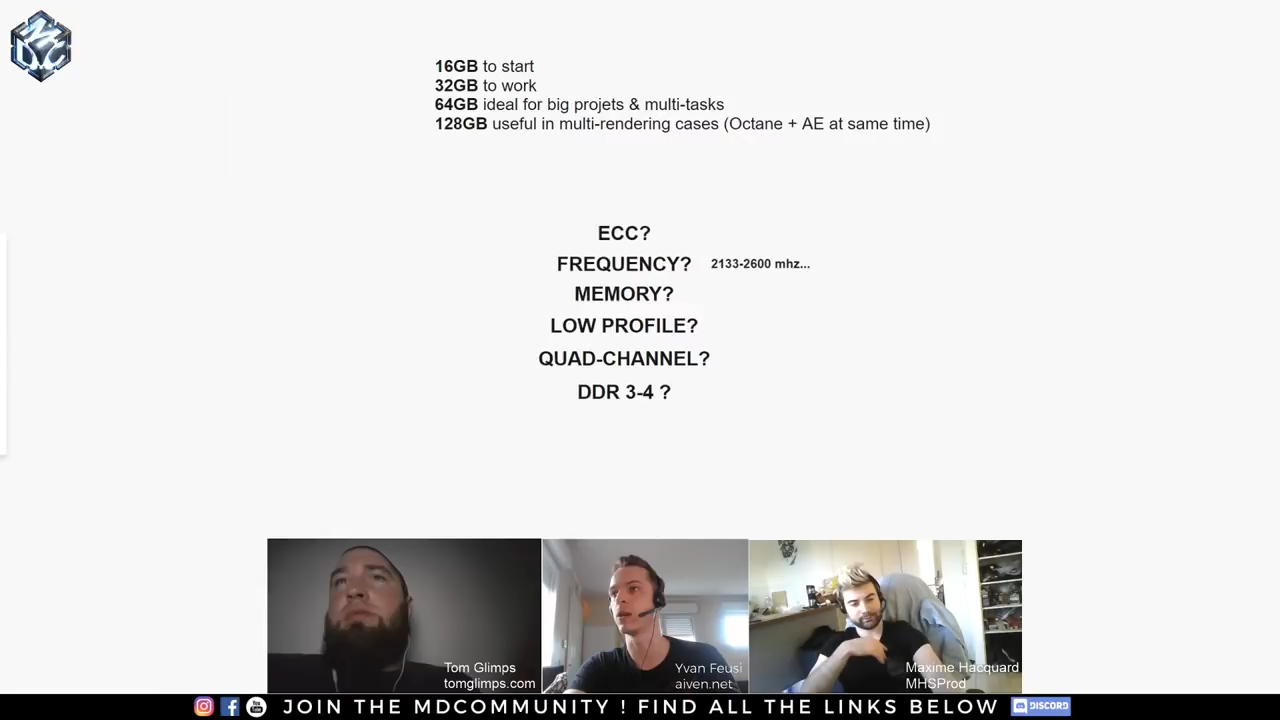 16GB to start
32GB to work
64GB ideal for big projets & multi-tasks
128GB useful in multi-rendering cases (Octane + AE at same time)
ECC?
FREQUENCY? 2133-2600 mhz...
MEMORY?
LOW PROFILE?
QUAD-CHANNEL?
DDR 3-4 ?
Tom Glimps
tomglimps.com
Yvan Feusi
aiven.net
Maxime Hacquard
MHSProd
JOIN THE MDCOMMUNITY ! FIND ALL THE LINKS BELOW DISCORD